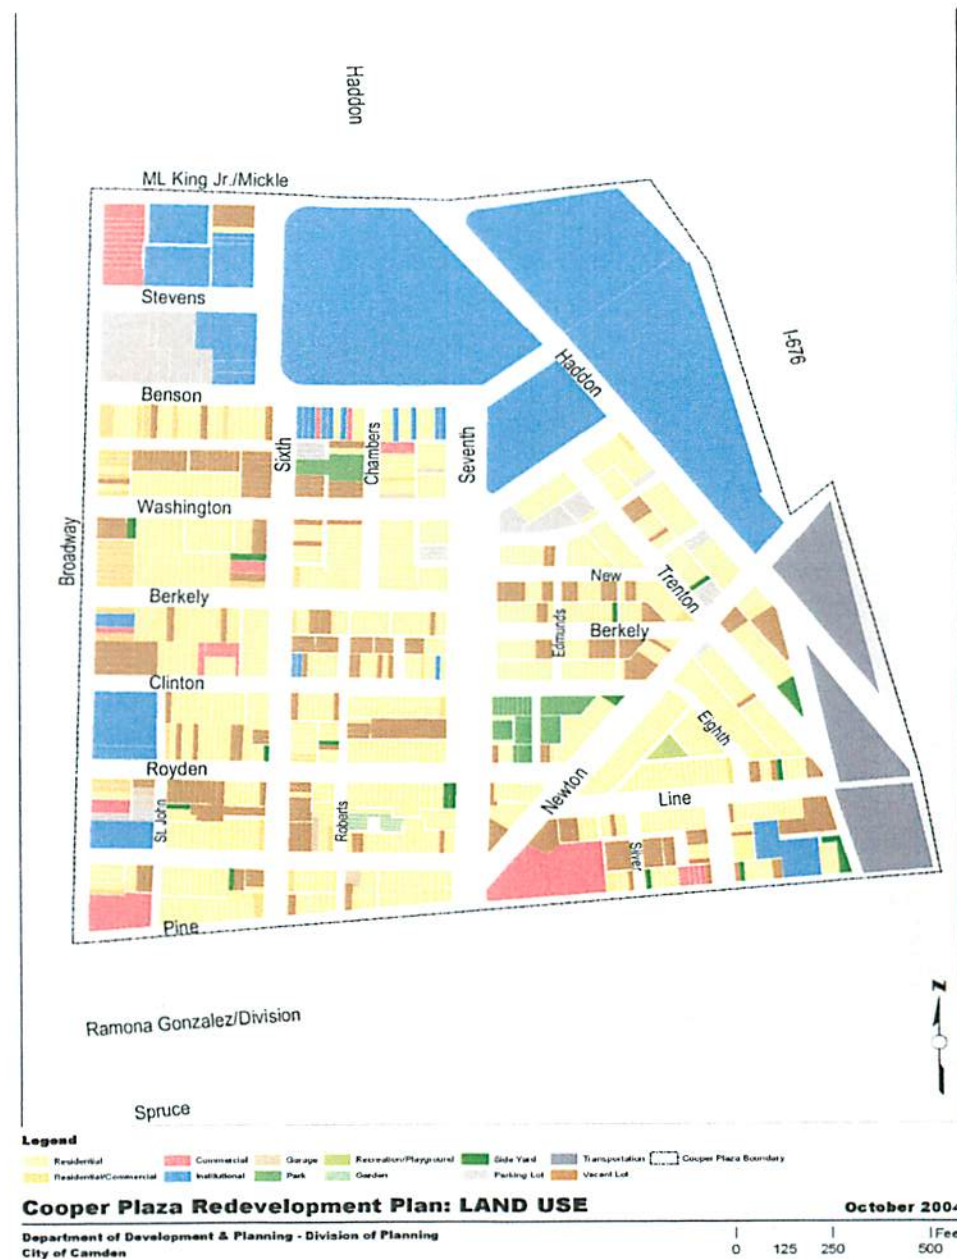 Haddon
ML King Jr./Mickle
Stevens
I-676
Haddon
Benson
Sixth
Chambers
Seventh
Washington
Broadway
New
Trenton
Berkely
Edmunds
Berkely
Clinton
Eighth
Royden
Newton
Line
St. John
Roberts
Silver
Pine
N
Ramona Gonzalez/Division
Spruce
Legend
Residential Commercial Garage Recreation/Playground Side Yard Transportation Cooper Plaza Boundary
Residential/Commercial Institutional Park Garden Parking Lot Vacant Lot
Cooper Plaza Redevelopment Plan: LAND USE October 2004
Department of Development & Planning - Division of Planning
City of Camden
0 125 250 500 Fee